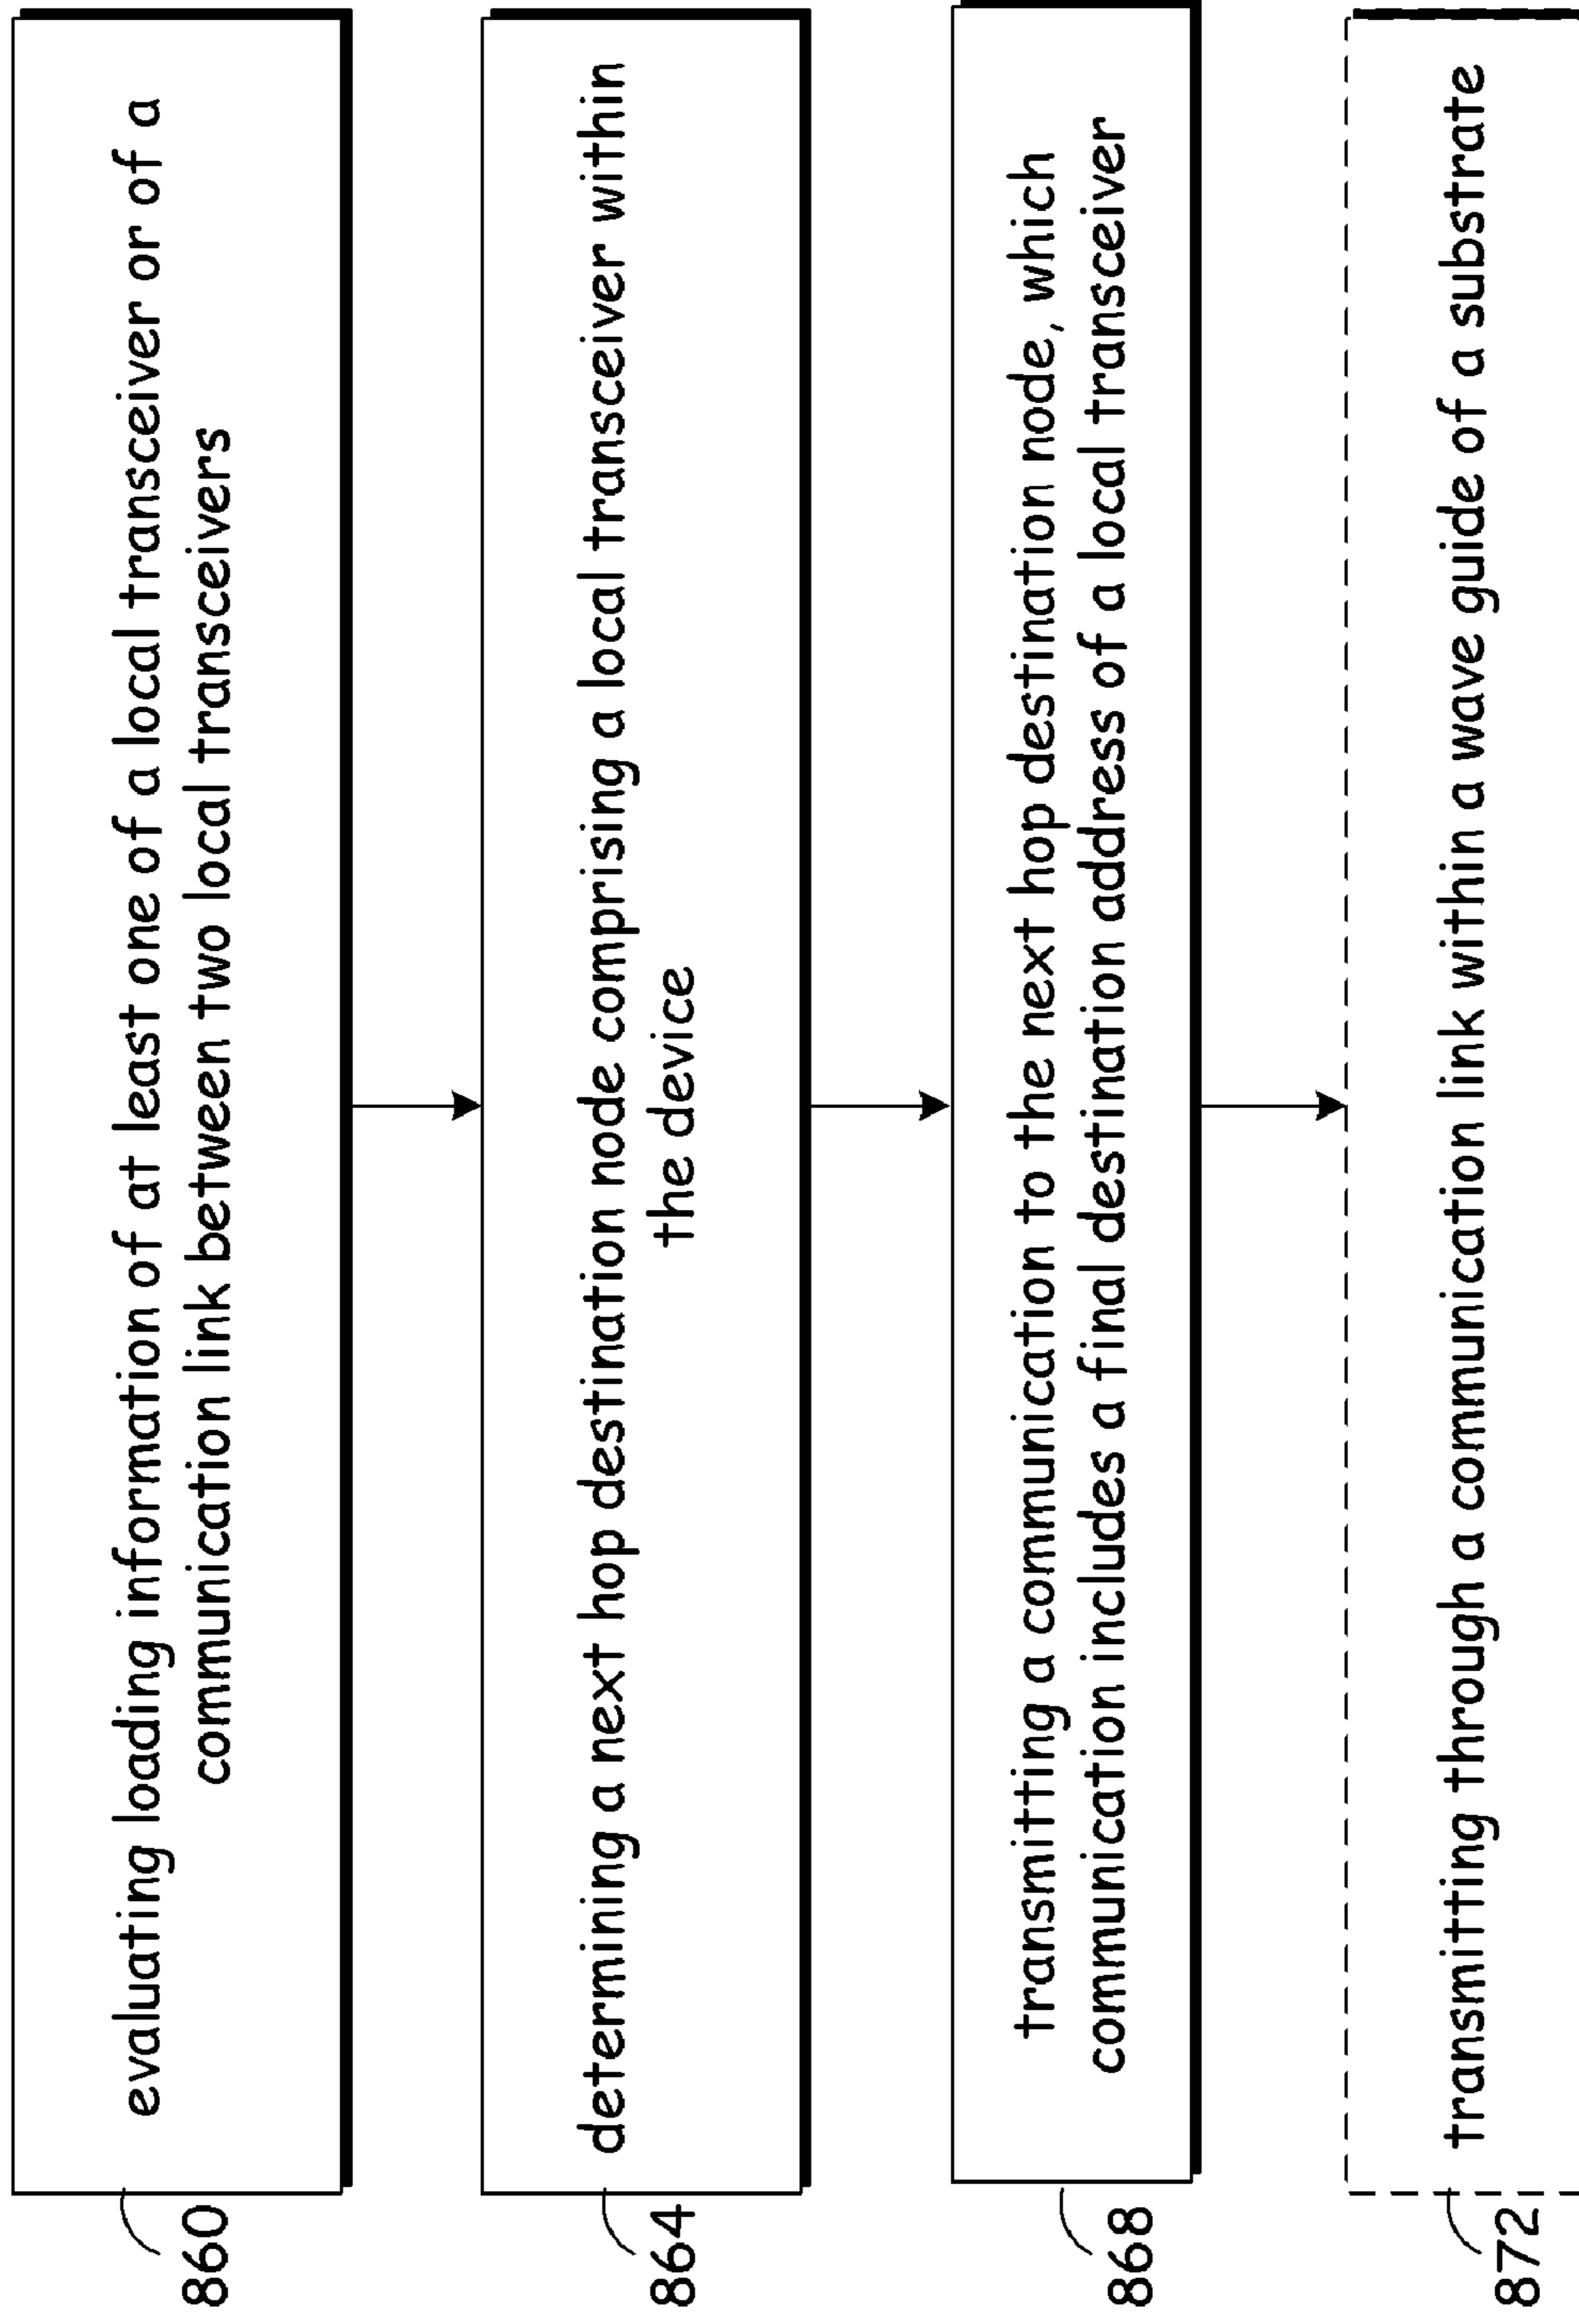 evaluating loading information of at least one of a local transceiver or of a
communication link between two local transceivers
860
determining a next hop destination node comprising a local transceiver within
the device
864
transmitting a communication to the next hop destination node, which
communication includes a final destination address of a local transceiver
868
transmitting through a communication link within a wave guide of a substrate
872